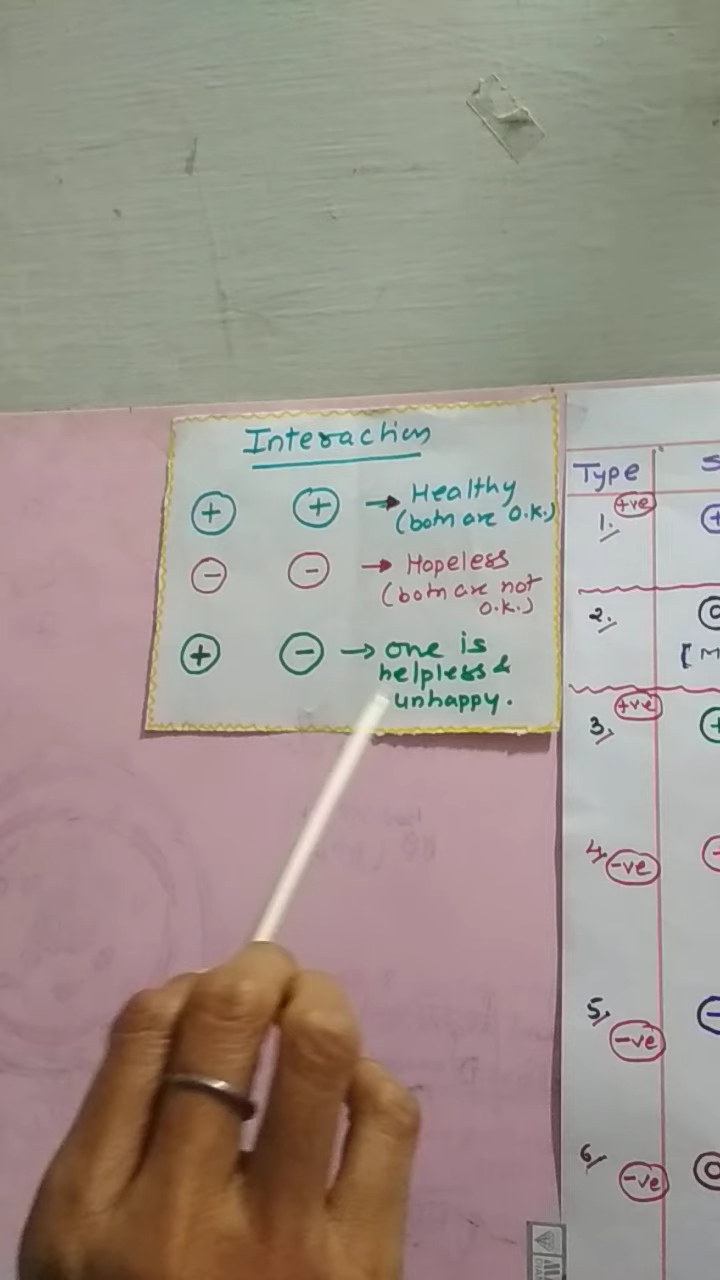 Interaction
+ + → Healthy
(both are O.K.)
- - → Hopeless
(both are not
O.K.)
+ - → one is
helpless &
unhappy.
Type S
1. +ve +
2.
[M
3. +ve +
4. -ve
5. -ve -
6. -ve